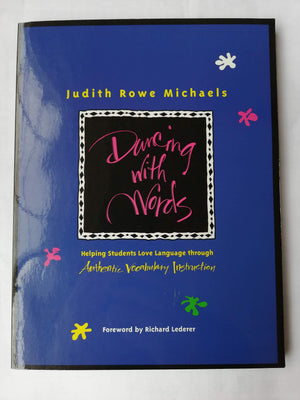 Judith Rowe Michaels
Dancing
with
Words
Helping Students Love Language through
Authentic Vocabulary Instruction
Foreword by Richard Lederer